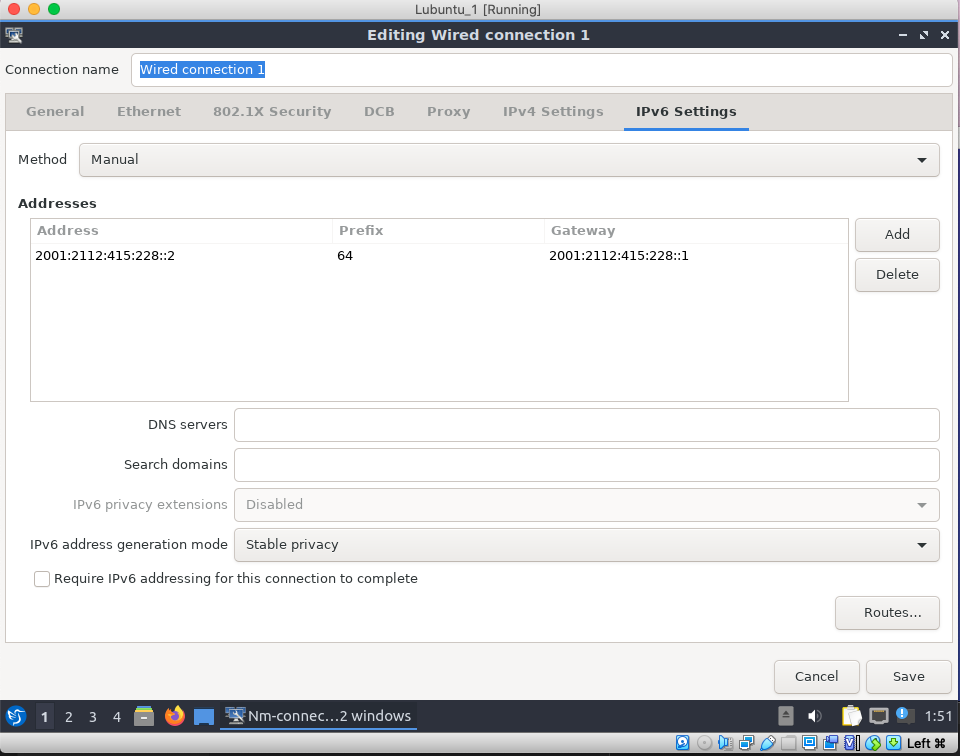 Lubuntu_1 [Running]
Editing Wired connection 1
Connection name Wired connection 1
General Ethernet 802.1X Security DCB Proxy IPv4 Settings IPv6 Settings
Method Manual
Addresses
Address Prefix Gateway
2001:2112:415:228::2 64 2001:2112:415:228::1
Add
Delete
DNS servers
Search domains
IPv6 privacy extensions Disabled
IPv6 address generation mode Stable privacy
Require IPv6 addressing for this connection to complete
Routes...
Cancel Save
1 2 3 4 Nm-connec...2 windows 1:51
Left ⌘